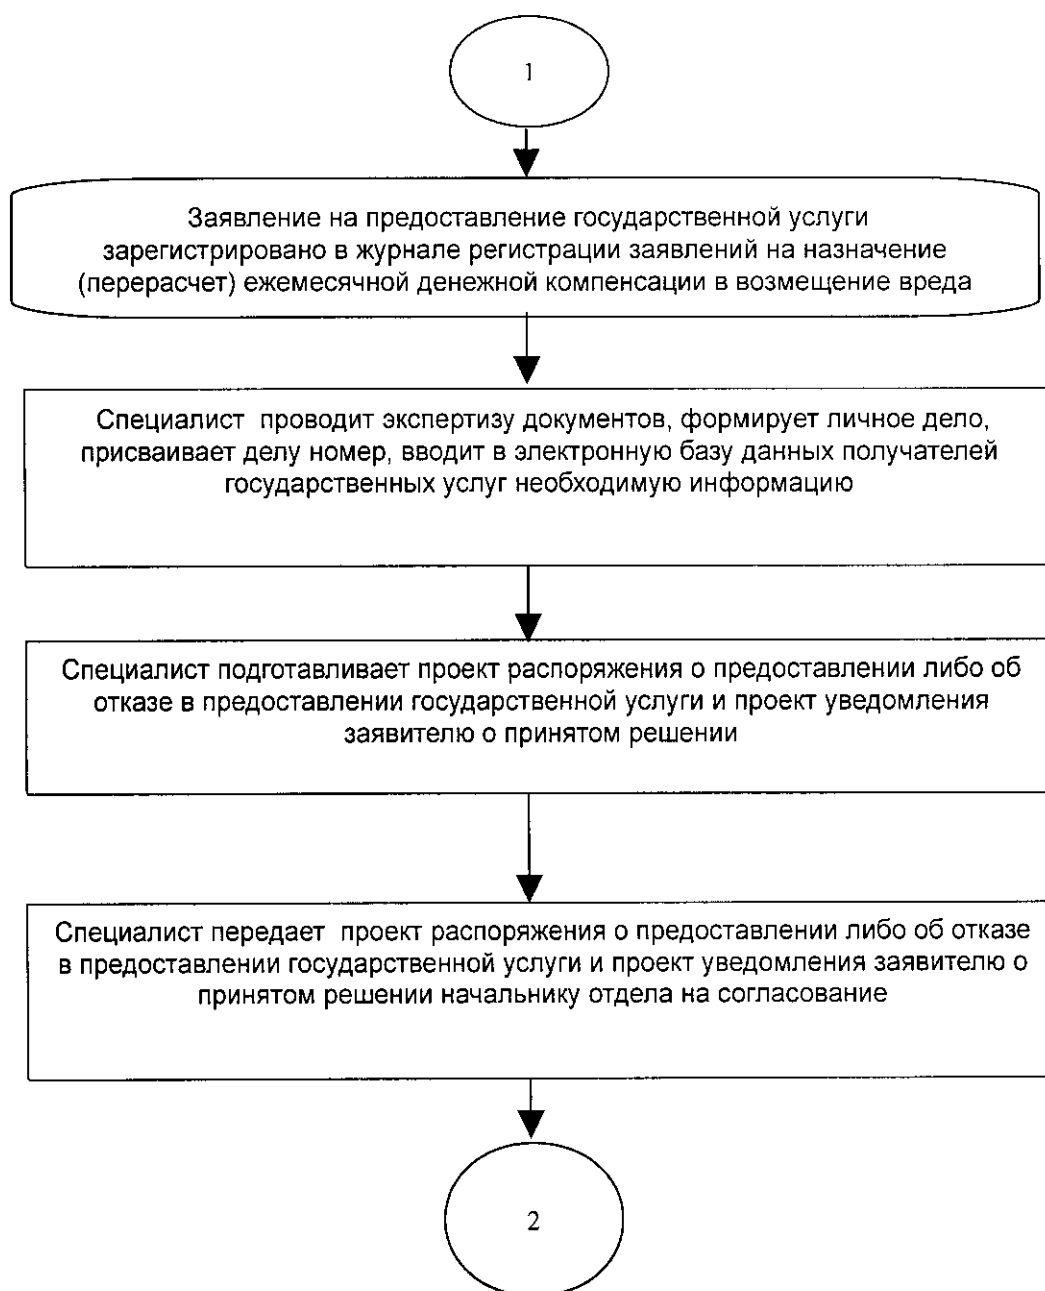 1
Заявление на предоставление государственной услуги
зарегистрировано в журнале регистрации заявлений на назначение
(перерасчет) ежемесячной денежной компенсации в возмещение вреда
Специалист проводит экспертизу документов, формирует личное дело,
присваивает делу номер, вводит в электронную базу данных получателей
государственных услуг необходимую информацию
Специалист подготавливает проект распоряжения о предоставлении либо об
отказе в предоставлении государственной услуги и проект уведомления
заявителю о принятом решении
Специалист передает проект распоряжения о предоставлении либо об отказе
в предоставлении государственной услуги и проект уведомления заявителю о
принятом решении начальнику отдела на согласование
2